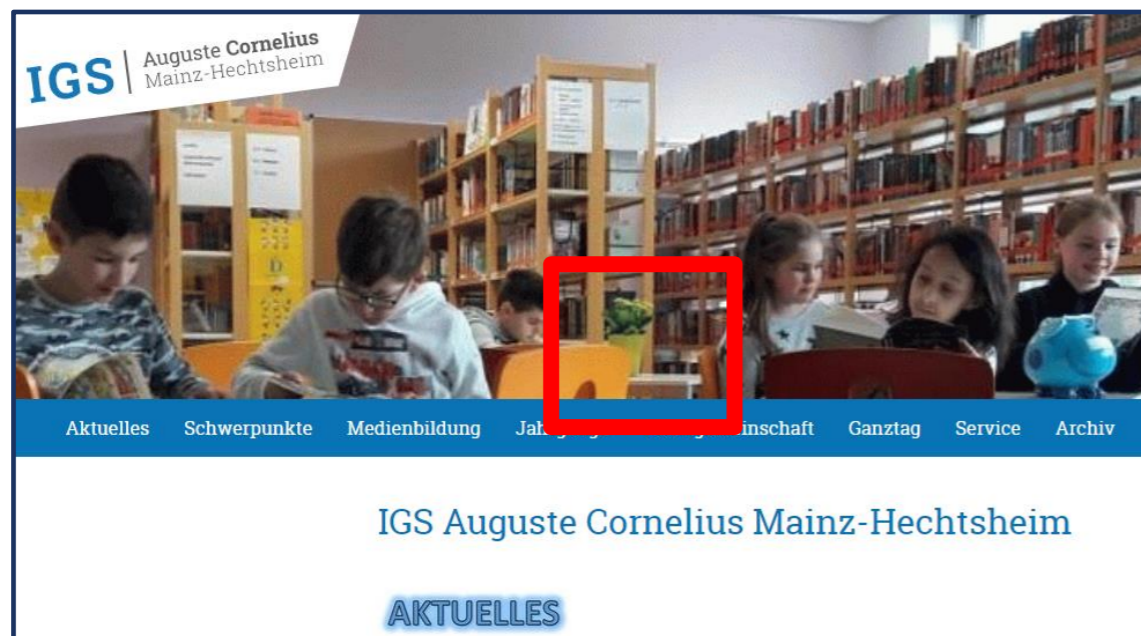 IGS
Auguste Cornelius
Mainz-Hechtsheim
D
Aktuelles Schwerpunkte Medienbildung Ganztag Service Archiv
IGS Auguste Cornelius Mainz-Hechtsheim
AKTUELLES